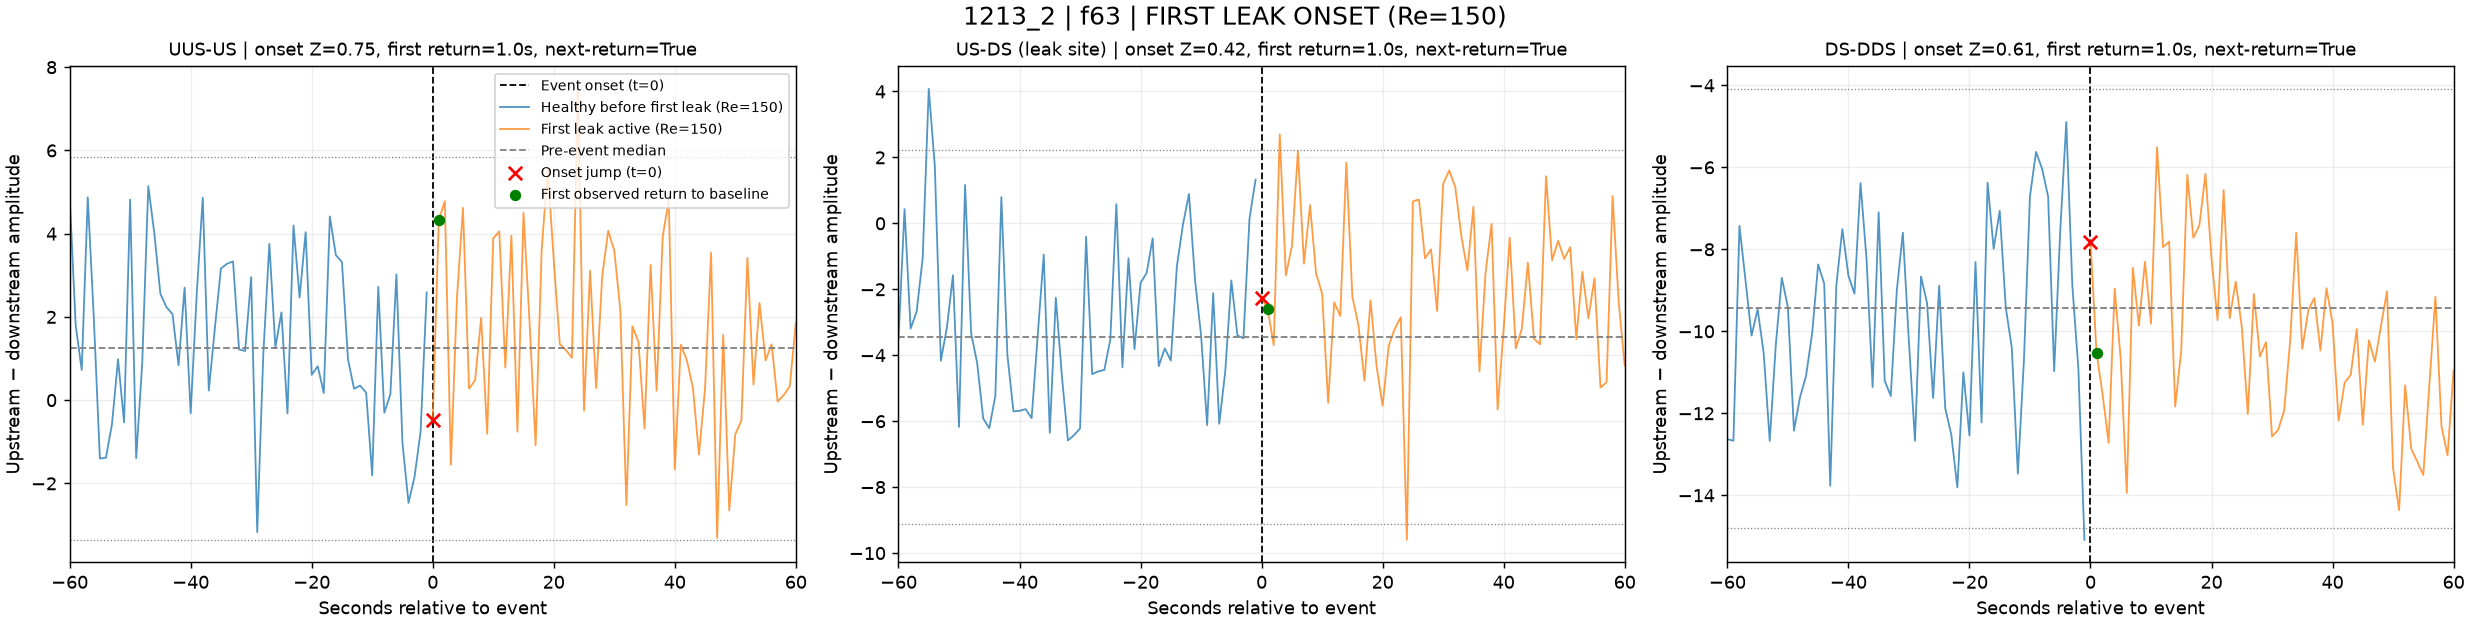 1213_2 | f63 | FIRST LEAK ONSET (Re=150)
UUS-US | onset Z=0.75, first return=1.0s, next-return=True
Upstream − downstream amplitude
8
6
4
2
0
−2
Event onset (t=0)
Healthy before first leak (Re=150)
First leak active (Re=150)
Pre-event median
Onset jump (t=0)
First observed return to baseline
−60
−40
−20
0
20
40
60
Seconds relative to event
US-DS (leak site) | onset Z=0.42, first return=1.0s, next-return=True
Upstream − downstream amplitude
4
2
0
−2
−4
−6
−8
−10
−60
−40
−20
0
20
40
60
Seconds relative to event
DS-DDS | onset Z=0.61, first return=1.0s, next-return=True
Upstream − downstream amplitude
−4
−6
−8
−10
−12
−14
−60
−40
−20
0
20
40
60
Seconds relative to event